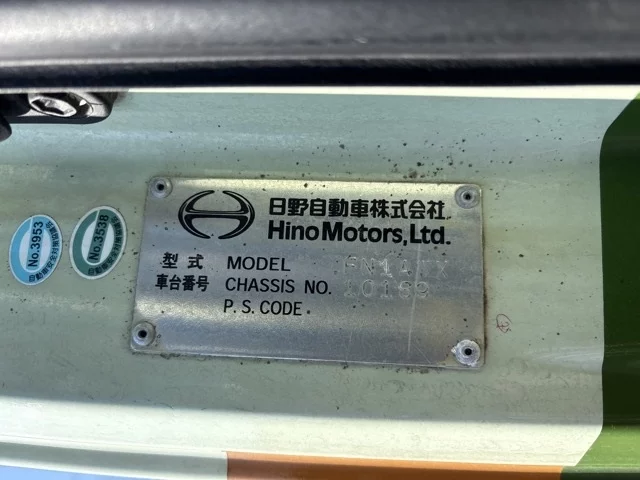 日野自動車株式会社
Hino Motors, Ltd.
型式 MODEL
車台番号 CHASSIS NO. 10169
P.S. CODE
No.3953
No.3538